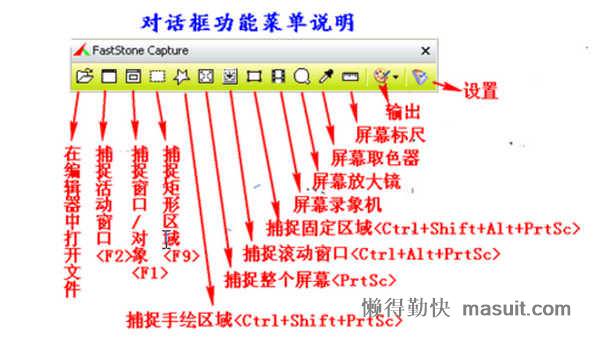 对话框功能菜单说明
FastStone Capture
设置
输出
屏幕标尺
屏幕取色器
屏幕放大镜
屏幕录象机
捕捉固定区域<Ctrl+Shift+Alt+PrtSc>
捕捉滚动窗口<Ctrl+Alt+PrtSc>
捕捉整个屏幕<PrtSc>
捕捉手绘区域<Ctrl+Shift+PrtSc>
在编辑器中打开文件
捕捉活动窗口<F2>
捕捉窗口/对象<F1>
捕捉矩形区域<F9>
懒得勤快 masuit.com